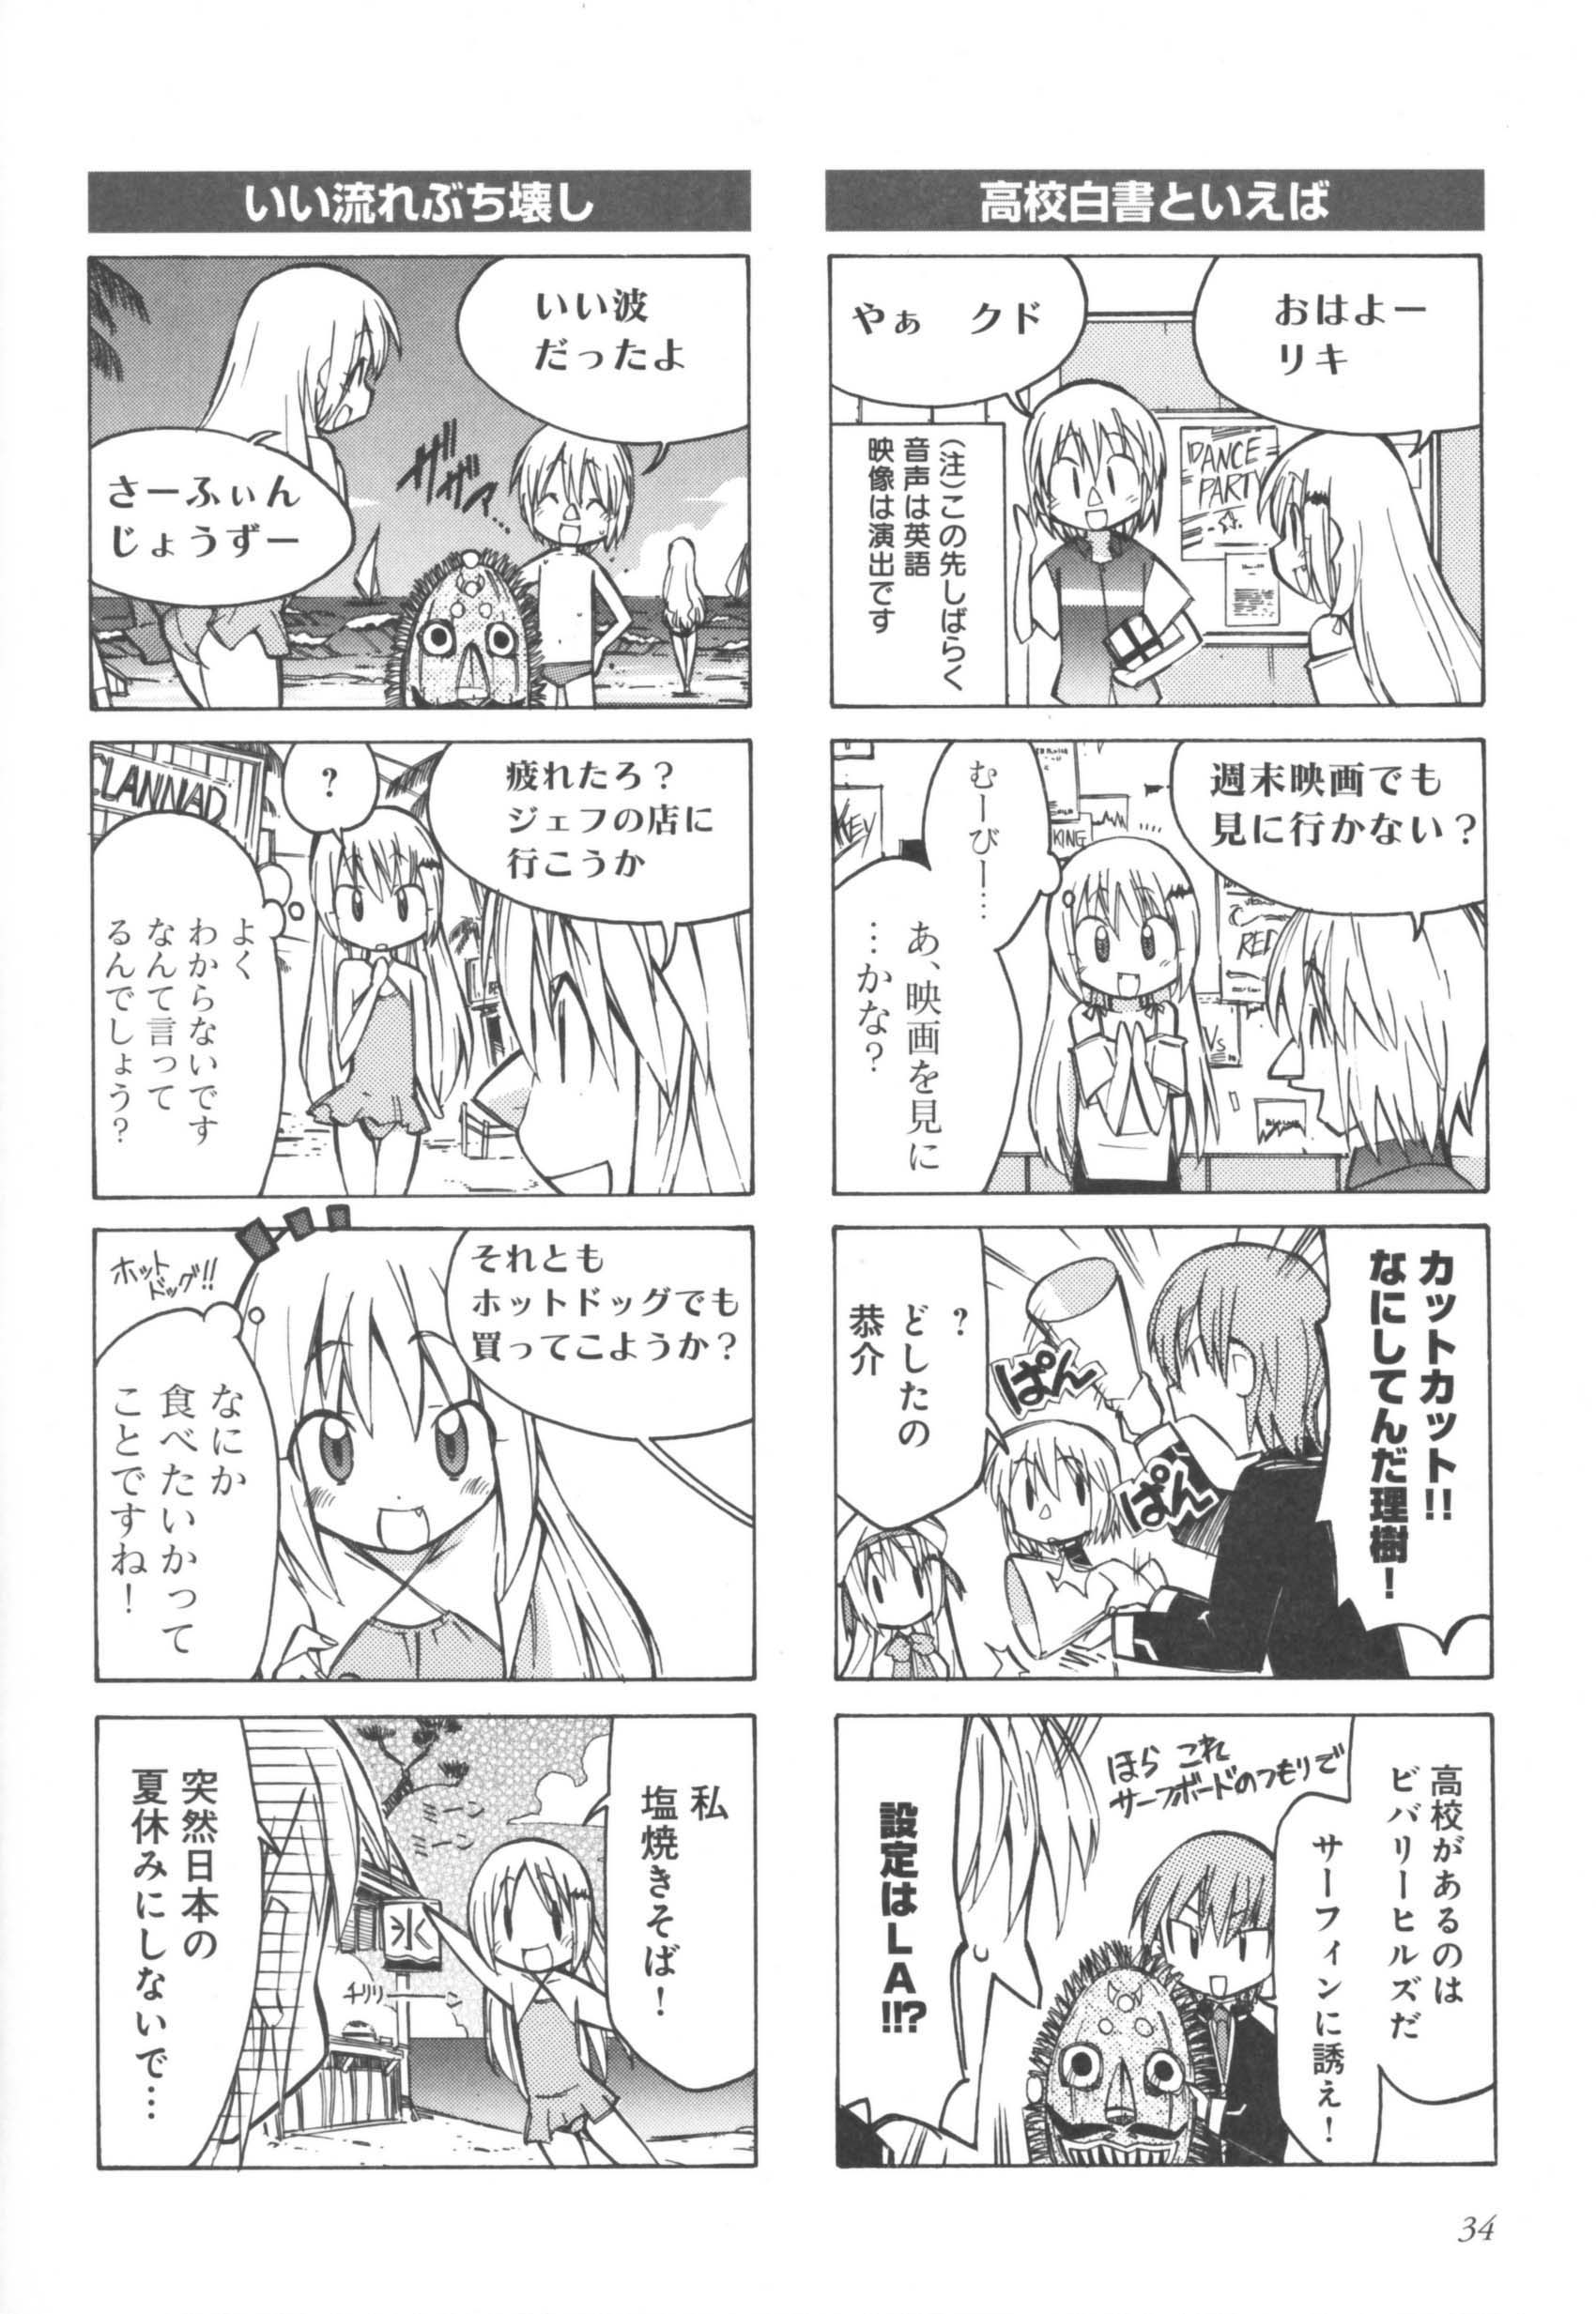 高校白書といえば
おはよー
リキ
やぁ　クド
(注)この先しばらく
音声は英語
映像は演出です
DANCE
PARTY
週末映画でも
見に行かない？
むーびー…
あ、映画を見に
…かな？
KEY
KING
RED
VS
カットカット!!
なにしてんだ理樹！
ぱん
ぱん
？
どしたの
恭介
高校があるのは
ビバリーヒルズだ
サーフィンに誘え！
ほら これ
サーフボードのつもりで
設定はＬＡ!!?
いい流れぶち壊し
いい波
だったよ
ザザァ…
さーふぃん
じょうずー
疲れたろ？
ジェフの店に
行こうか
？
CLANNAD
よく
わからないです
なんて言って
るんでしょう？
それとも
ホットドッグでも
買ってこようか？
ホット
ドッグ!!
なにか
食べたいかって
ことですね！
私
塩焼きそば！
ミーン
ミーン
氷
チリリーーン
突然日本の
夏休みにしないで…
34